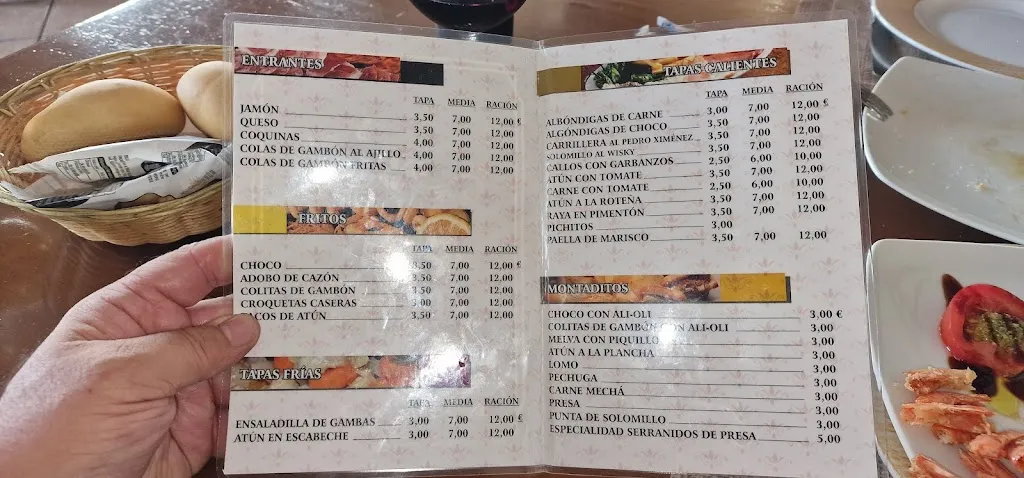 ENTRANTES
TAPA MEDIA RACIÓN
JAMÓN 3,50 7,00 12,00 €
QUESO 3,50 7,00 12,00
COQUINAS 4,00 7,00 12,00
COLAS DE GAMBÓN AL AJILLO 4,00 7,00 12,00
COLAS DE GAMBÓN FRITAS 4,00 7,00 12,00
FRITOS
TAPA MEDIA RACIÓN
CHOCO 3,50 7,00 12,00 €
ADOBO DE CAZÓN 3,50 7,00 12,00
COLITAS DE GAMBÓN 3,50 7,00 12,00
CROQUETAS CASERAS 3,00 7,00 12,00
TACOS DE ATÚN 3,50 7,00 12,00
TAPAS FRÍAS
TAPA MEDIA RACIÓN
ENSALADILLA DE GAMBAS 3,00 7,00 12,00 €
ATÚN EN ESCABECHE 3,00 7,00 12,00
TAPAS CALIENTES
TAPA MEDIA RACIÓN
ALBÓNDIGAS DE CARNE 3,00 7,00 12,00 €
ALGÓNDIGAS DE CHOCO 3,50 7,00 12,00
CARRILLERA AL PEDRO XIMÉNEZ 3,50 7,00 12,00
SOLOMILLO AL WISKY 3,50 7,00 12,00
CALLOS CON GARBANZOS 2,50 6,00 10,00
ATÚN CON TOMATE 3,50 7,00 12,00
CARNE CON TOMATE 2,50 6,00 10,00
ATÚN A LA ROTEÑA 3,50 7,00 12,00
RAYA EN PIMENTÓN 3,50 7,00 12,00
PICHITOS 3,00
PAELLA DE MARISCO 3,50 7,00 12,00
MONTADITOS
CHOCO CON ALI-OLI 3,00 €
COLITAS DE GAMBÓN CON ALI-OLI 3,00
MELVA CON PIQUILLO 3,00
ATÚN A LA PLANCHA 3,00
LOMO 3,00
PECHUGA 3,00
CARNE MECHÁ 3,00
PRESA 3,00
PUNTA DE SOLOMILLO 3,00
ESPECIALIDAD SERRANIDOS DE PRESA 5,00